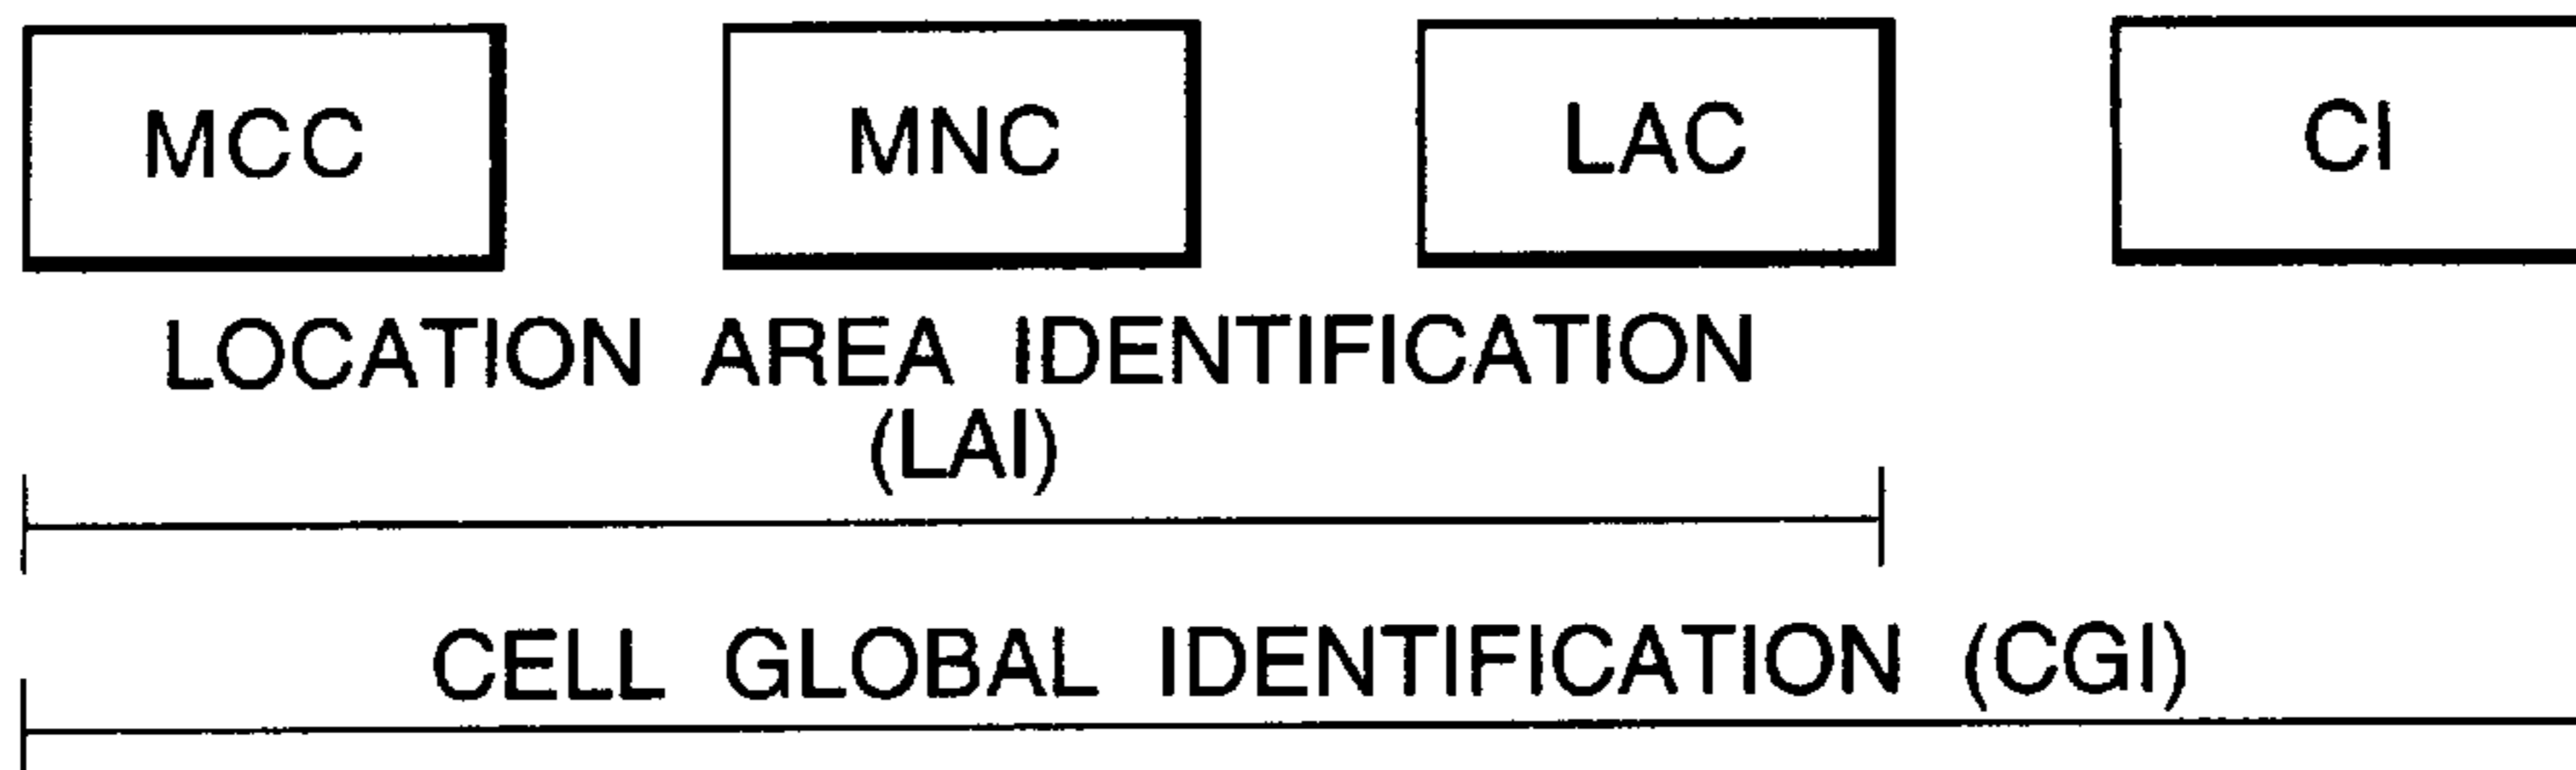 MCC MNC LAC CI
LOCATION AREA IDENTIFICATION
(LAI)
CELL GLOBAL IDENTIFICATION (CGI)